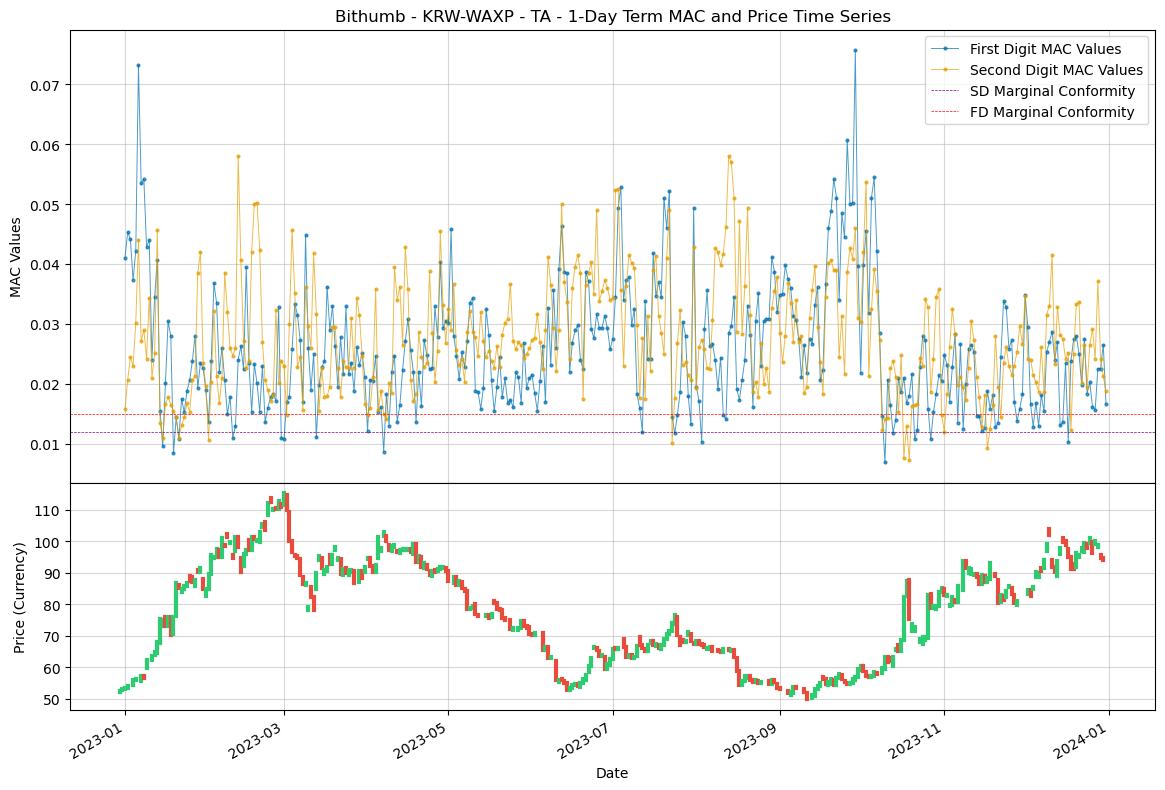 Bithumb - KRW-WAXP - TA - 1-Day Term MAC and Price Time Series
First Digit MAC Values
Second Digit MAC Values
SD Marginal Conformity
FD Marginal Conformity
MAC Values
0.07
0.06
0.05
0.04
0.03
0.02
0.01
Price (Currency)
110
100
90
80
70
60
50
2023-01
2023-03
2023-05
2023-07
2023-09
2023-11
2024-01
Date